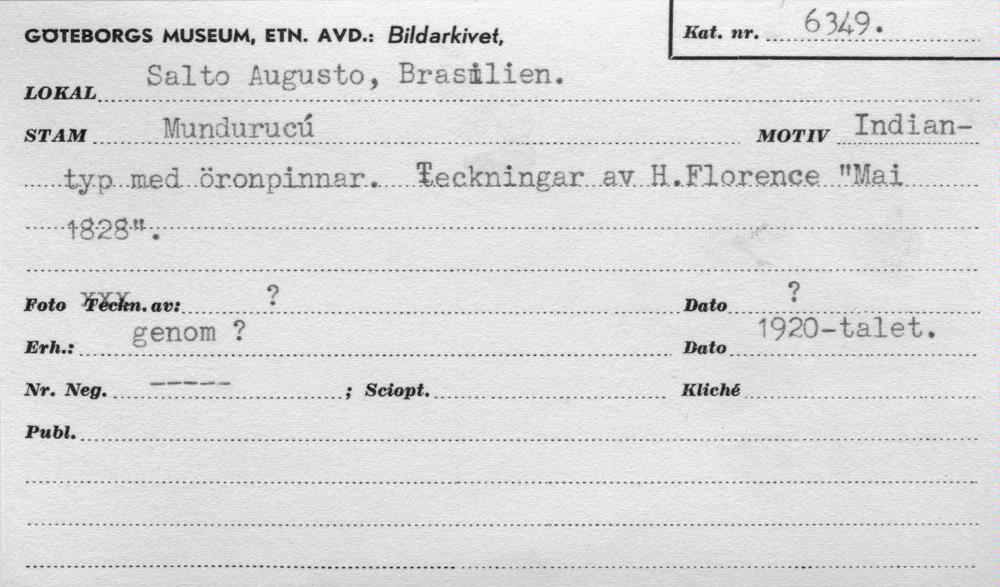 GÖTEBORGS MUSEUM, ETN. AVD.: Bildarkivet,
Kat. nr. 6349.
LOKAL Salto Augusto, Brasilien.
STAM Mundurucú MOTIV Indian-
typ med öronpinnar. Teckningar av H.Florence "Mai
1828".
Foto Teckn. av: ? Dato ?
Erh.: genom ? Dato 1920-talet.
Nr. Neg. ----- ; Sciopt. Kliché
Publ.